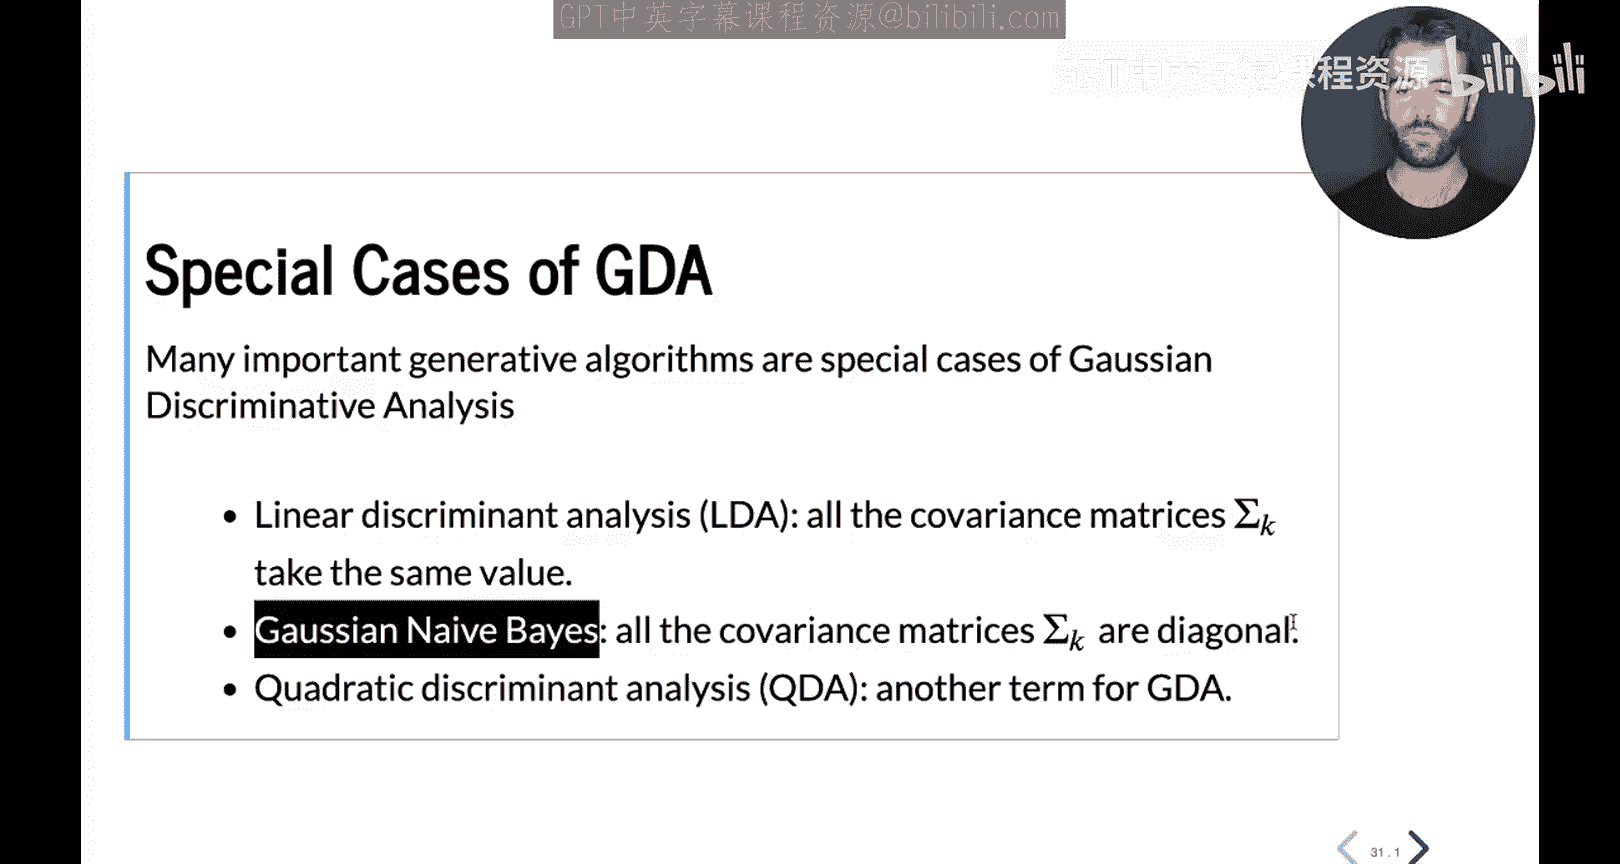 GPT中英字幕课程资源@bilibili.com
课程资源 bilibili
Special Cases of GDA
Many important generative algorithms are special cases of Gaussian
Discriminative Analysis
• Linear discriminant analysis (LDA): all the covariance matrices Σₖ
take the same value.
• Gaussian Naive Bayes: all the covariance matrices Σₖ are diagonal.
• Quadratic discriminant analysis (QDA): another term for GDA.
31.1